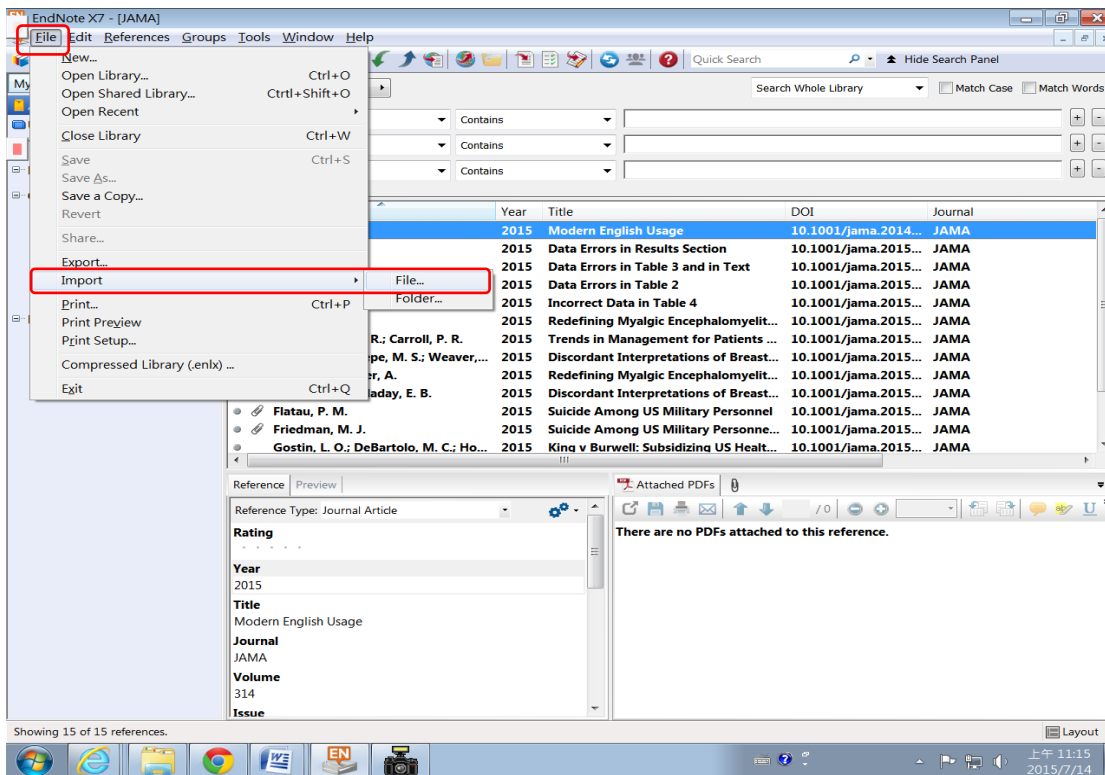 EndNote X7 - [JAMA]
File Edit References Groups Tools Window Help
New...
Open Library... Ctrl+O
Open Shared Library... Ctrtl+Shift+O
Open Recent
Close Library Ctrl+W
Save Ctrl+S
Save As...
Save a Copy...
Revert
Share...
Export...
Import
File...
Folder...
Print... Ctrl+P
Print Preview
Print Setup...
Compressed Library (.enlx) ...
Exit Ctrl+Q
My
Quick Search Hide Search Panel
Search Whole Library Match Case Match Words
Contains
Contains
Contains
Year Title DOI Journal
2015 Modern English Usage 10.1001/jama.2014... JAMA
2015 Data Errors in Results Section 10.1001/jama.2015... JAMA
2015 Data Errors in Table 3 and in Text 10.1001/jama.2015... JAMA
2015 Data Errors in Table 2 10.1001/jama.2015... JAMA
2015 Incorrect Data in Table 4 10.1001/jama.2015... JAMA
2015 Redefining Myalgic Encephalomyelit... 10.1001/jama.2015... JAMA
R.; Carroll, P. R. 2015 Trends in Management for Patients ... 10.1001/jama.2015... JAMA
pe, M. S.; Weaver,... 2015 Discordant Interpretations of Breast... 10.1001/jama.2015... JAMA
er, A. 2015 Redefining Myalgic Encephalomyelit... 10.1001/jama.2015... JAMA
laday, E. B. 2015 Discordant Interpretations of Breast... 10.1001/jama.2015... JAMA
Flatau, P. M. 2015 Suicide Among US Military Personnel 10.1001/jama.2015... JAMA
Friedman, M. J. 2015 Suicide Among US Military Personne... 10.1001/jama.2015... JAMA
Gostin, L. O.; DeBartolo, M. C.; Ho... 2015 King v Burwell: Subsidizing US Healt... 10.1001/jama.2015... JAMA
Reference Preview
Reference Type: Journal Article
Rating
Year
2015
Title
Modern English Usage
Journal
JAMA
Volume
314
Issue
Attached PDFs
/ 0
There are no PDFs attached to this reference.
Showing 15 of 15 references. Layout
上午 11:15
2015/7/14